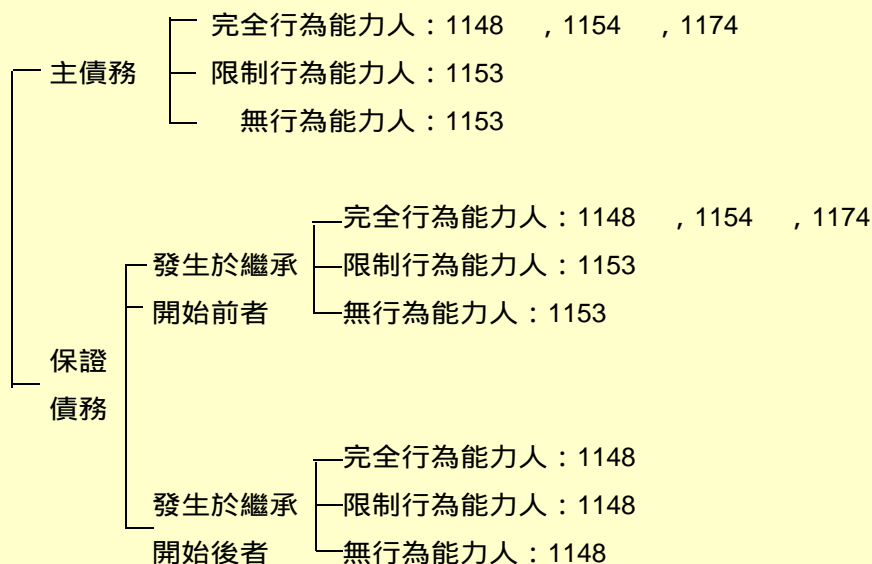 完全行為能力人：1148 ，1154 ，1174
主債務
限制行為能力人：1153
無行為能力人：1153
完全行為能力人：1148 ，1154 ，1174
發生於繼承
開始前者
限制行為能力人：1153
無行為能力人：1153
保證
債務
完全行為能力人：1148
發生於繼承
開始後者
限制行為能力人：1148
無行為能力人：1148